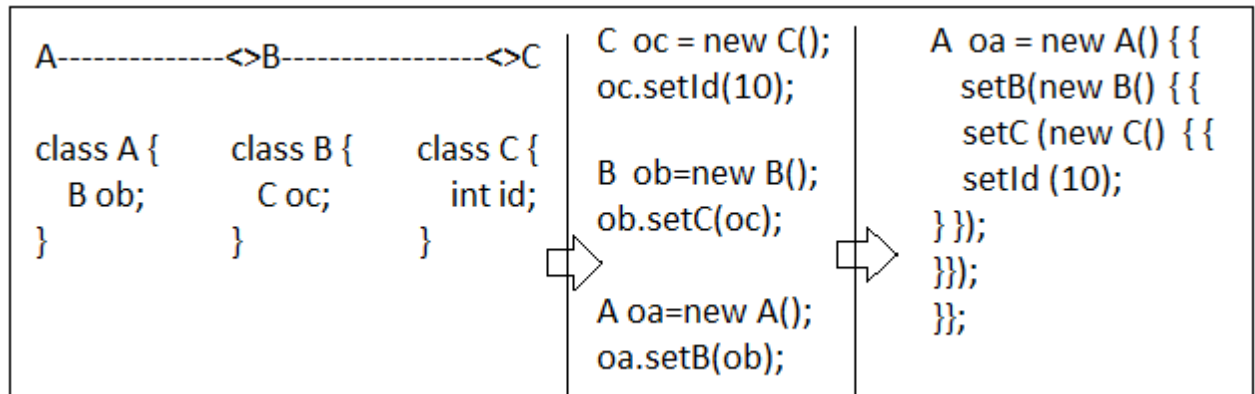 A--------------<>B-----------------<>C
class A {
B ob;
}
class B {
C oc;
}
class C {
int id;
}
C oc = new C();
oc.setId(10);
B ob=new B();
ob.setC(oc);
A oa=new A();
oa.setB(ob);
A oa = new A() { {
setB(new B() { {
setC (new C() { {
setId (10);
} });
}});
}};